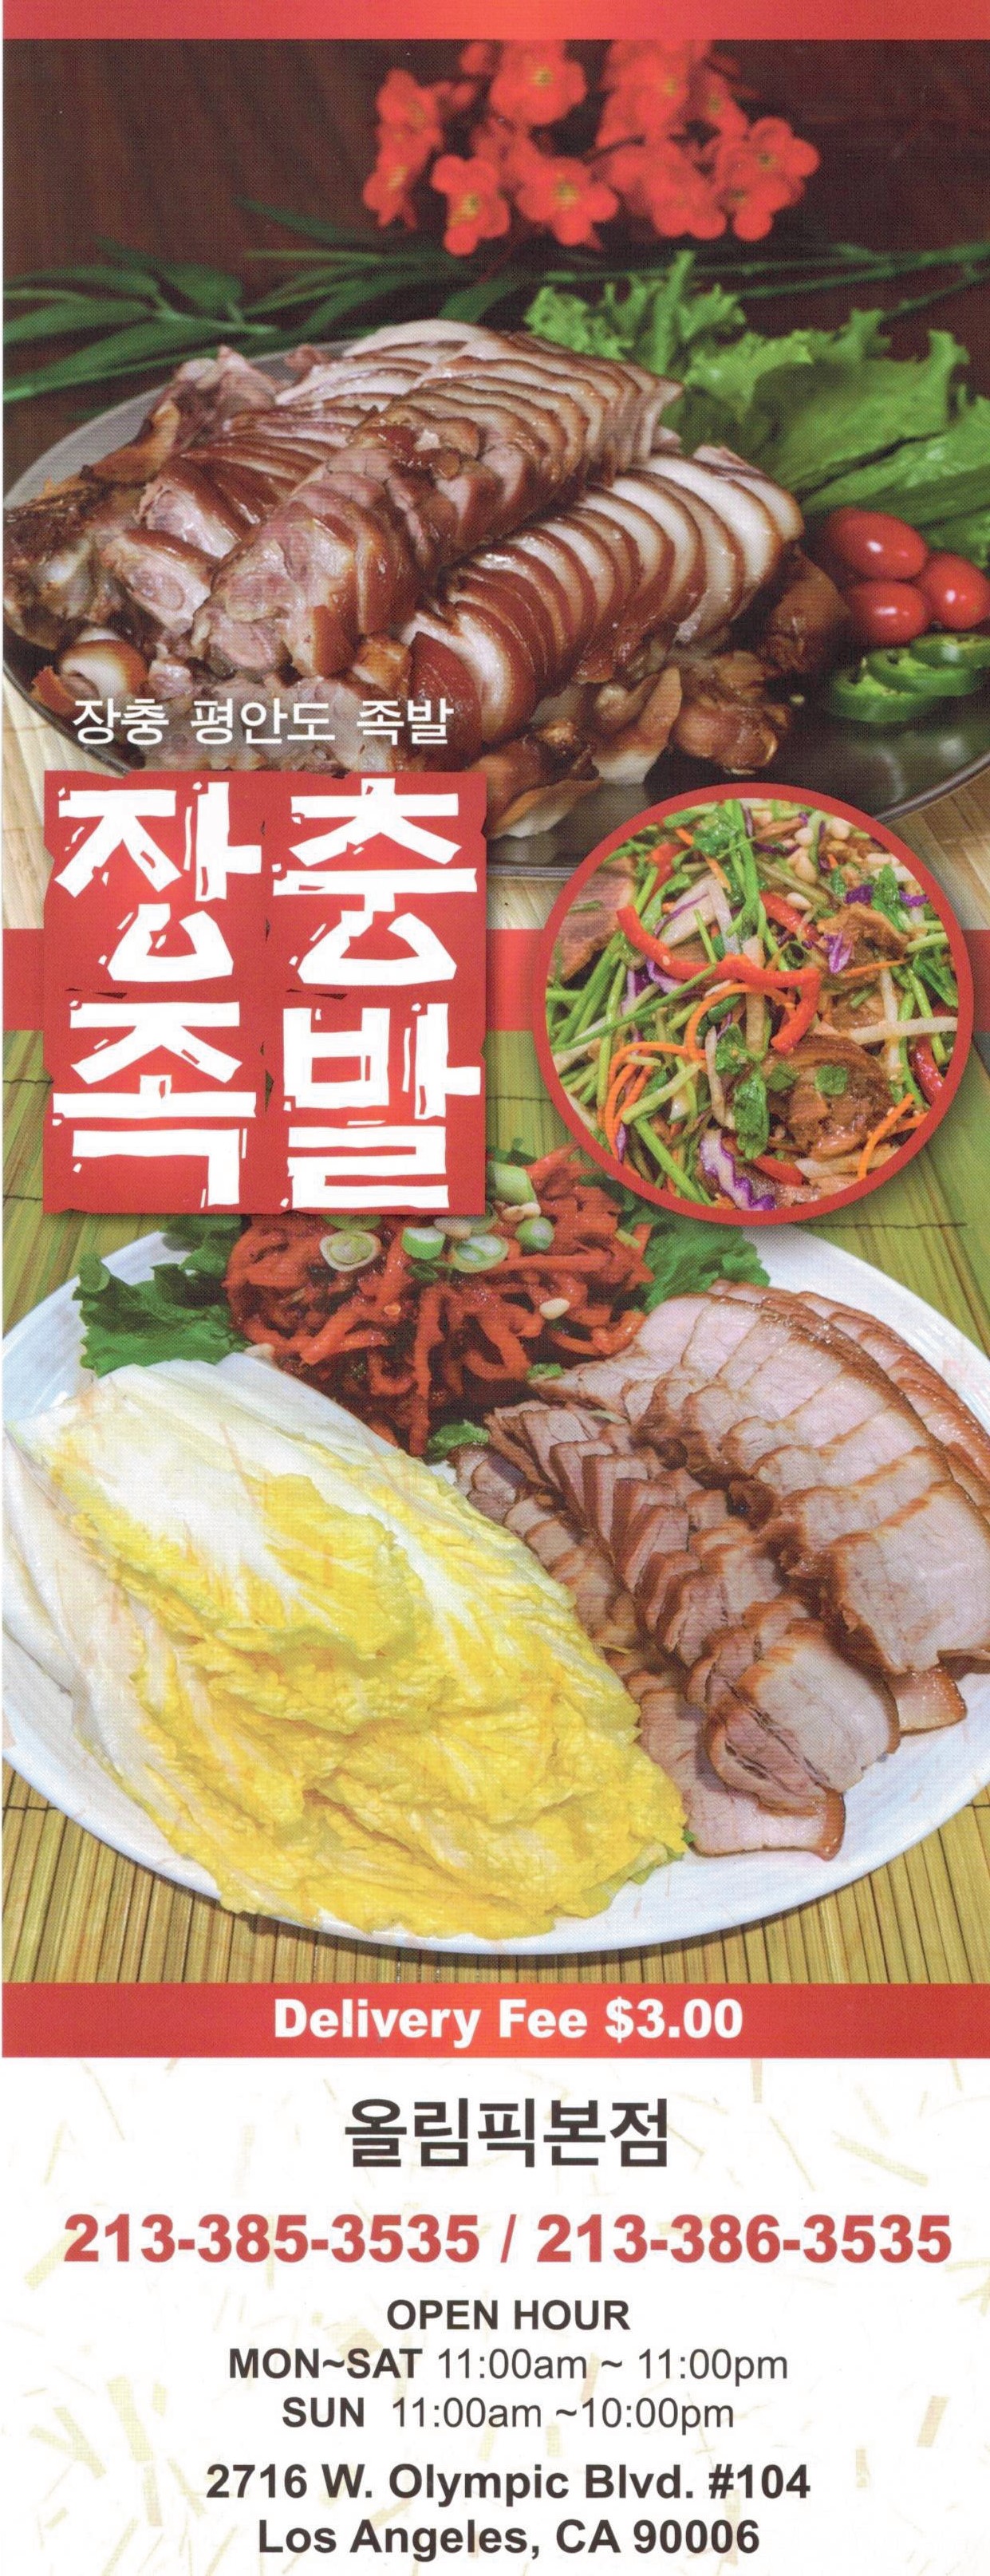 장충 평안도 족발
장충
족발
Delivery Fee $3.00
올림픽본점
213-385-3535 / 213-386-3535
OPEN HOUR
MON~SAT 11:00am ~ 11:00pm
SUN 11:00am ~10:00pm
2716 W. Olympic Blvd. #104
Los Angeles, CA 90006